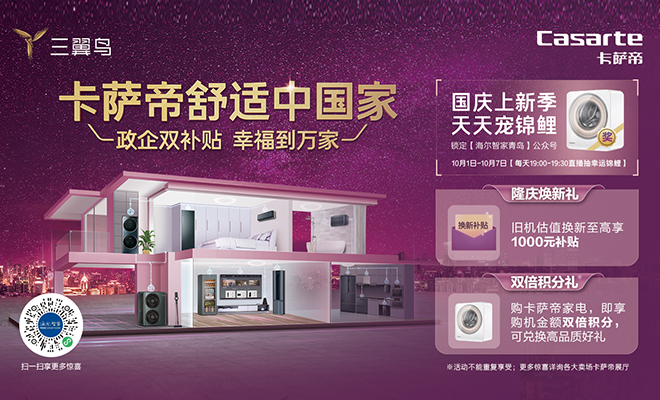 三翼鸟
Casarte
卡萨帝
卡萨帝舒适中国家
政企双补贴 幸福到万家
国庆上新季
天天宠锦鲤
锁定【海尔智家青岛】公众号
10月1日-10月7日【每天19:00-19:30直播抽幸运锦鲤】
奖
隆庆焕新礼
换新补贴
旧机估值换新至高享
1000元补贴
双倍积分礼
购卡萨帝家电，即享
购机金额双倍积分，
可兑换高品质好礼
扫一扫享更多惊喜
※活动不能重复享受；更多惊喜详询各大卖场卡萨帝展厅